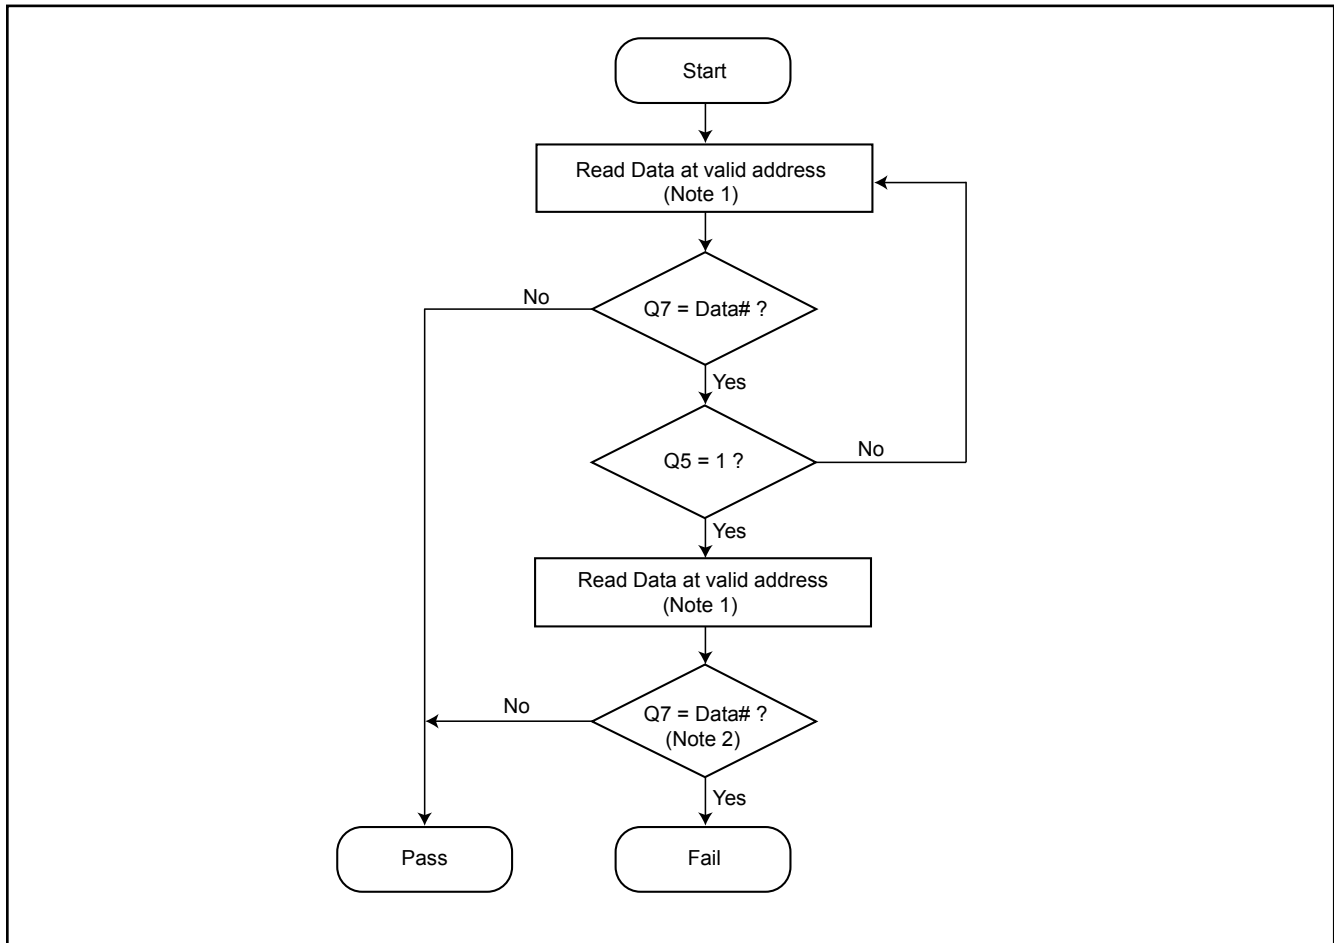 Start
Read Data at valid address
(Note 1)
No
Q7 = Data# ?
Yes
Q5 = 1 ?
No
Yes
Read Data at valid address
(Note 1)
No
Q7 = Data# ?
(Note 2)
Yes
Pass
Fail